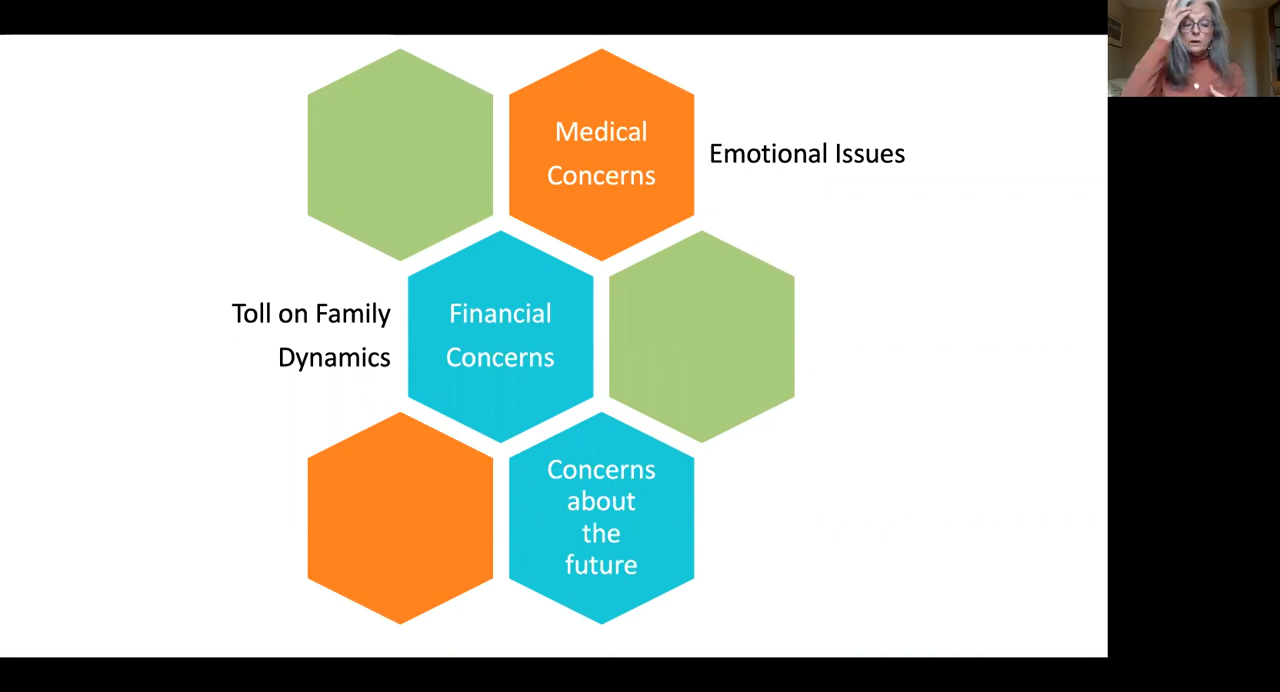 Medical
Concerns
Emotional Issues
Toll on Family
Dynamics
Financial
Concerns
Concerns
about
the
future